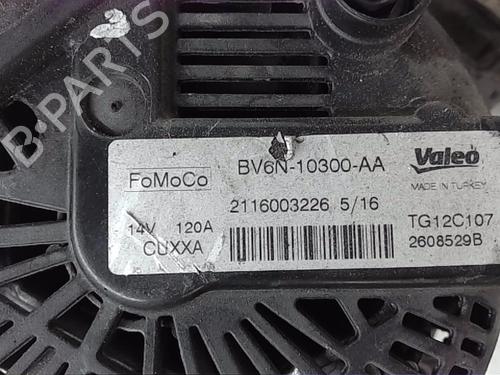 B-PARTS
FoMoCo BV6N-10300-AA Valeo
MADE IN TURKEY
2116003226 5/16
14V 120A TG12C107
CUXXA 2608529B